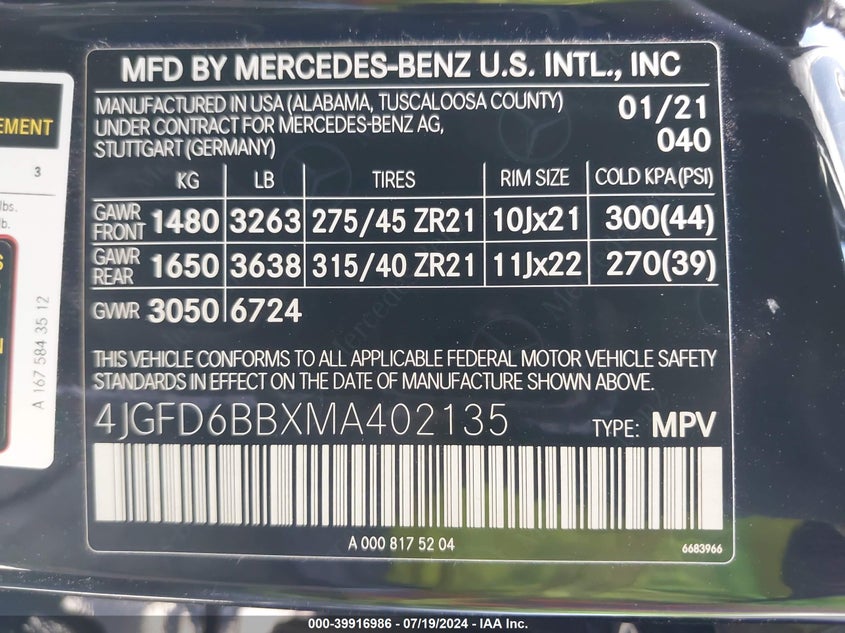 MFD BY MERCEDES-BENZ U.S. INTL., INC
MANUFACTURED IN USA (ALABAMA, TUSCALOOSA COUNTY) 01/21
UNDER CONTRACT FOR MERCEDES-BENZ AG, 040
STUTTGART (GERMANY)
KG LB TIRES RIM SIZE COLD KPA (PSI)
GAWR FRONT 1480 3263 275/45 ZR21 10Jx21 300(44)
GAWR REAR 1650 3638 315/40 ZR21 11Jx22 270(39)
GVWR 3050 6724
THIS VEHICLE CONFORMS TO ALL APPLICABLE FEDERAL MOTOR VEHICLE SAFETY
STANDARDS IN EFFECT ON THE DATE OF MANUFACTURE SHOWN ABOVE.
4JGFD6BBXMA402135 TYPE: MPV
A 000 817 52 04
6683966
EMENT
3
lbs.
lb.
A 167 584 35 12
000-39916986 - 07/19/2024 - IAA Inc.